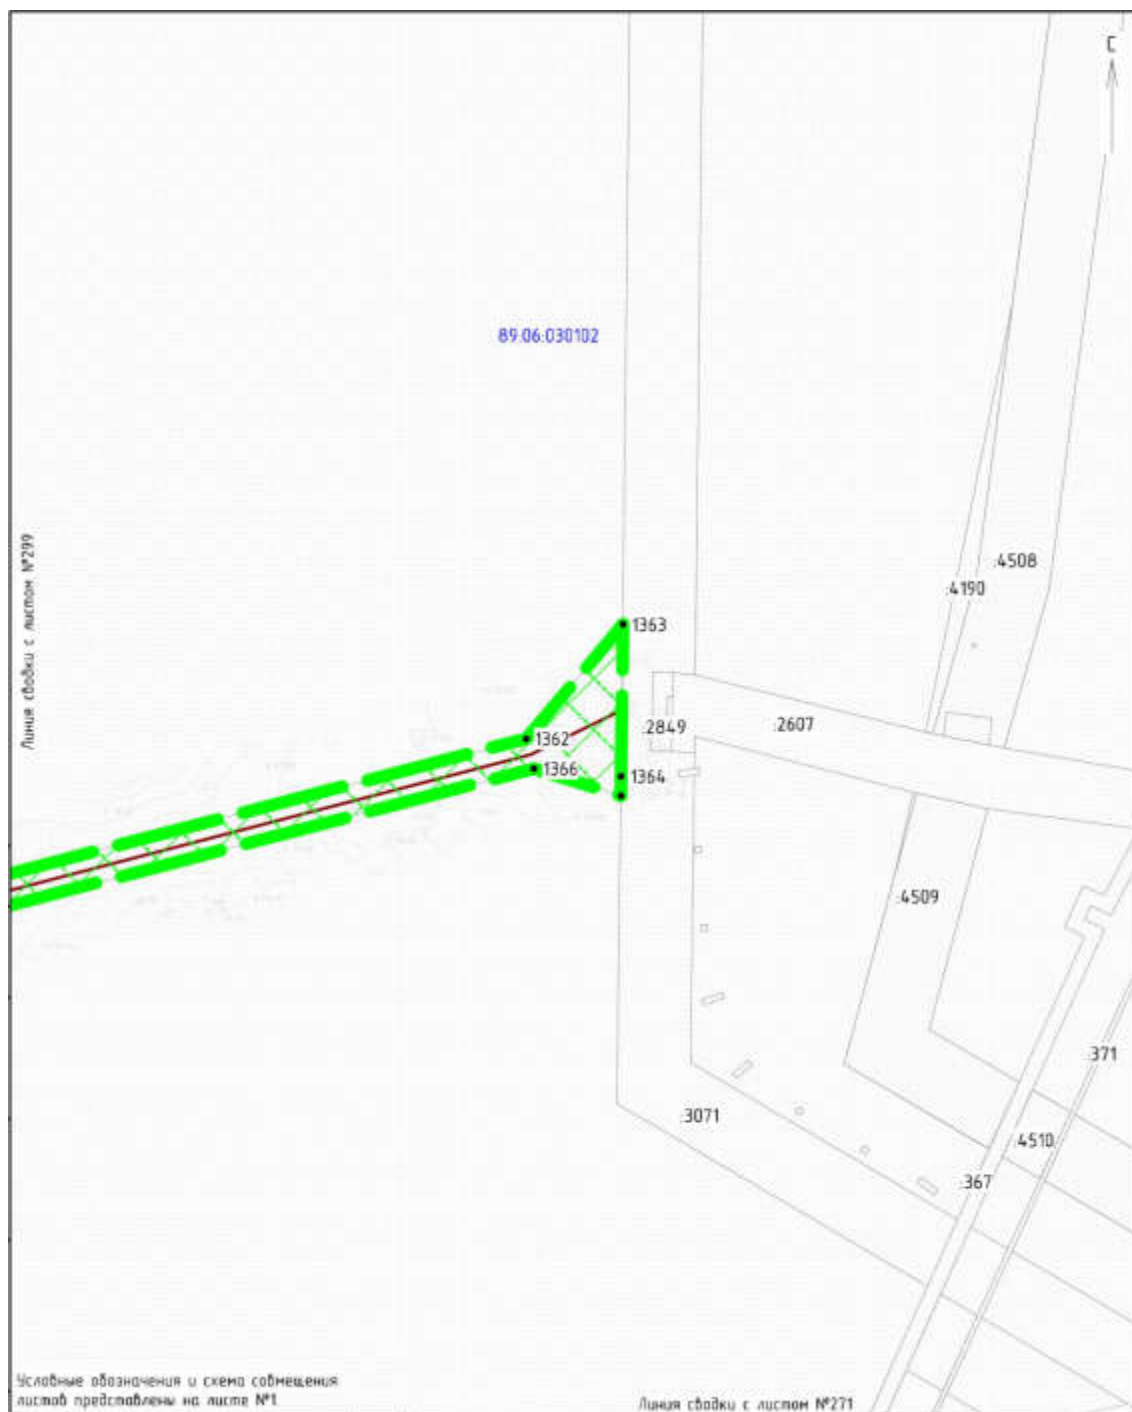 С
89:06:030102
Линия сводки с листом №299
:4508
:4190
1363
:2849
:2607
1362
1366
1364
:4509
:371
:3071
:4510
:367
Условные обозначения и схема совмещения
листов представлены на листе №1
Линия сводки с листом №271